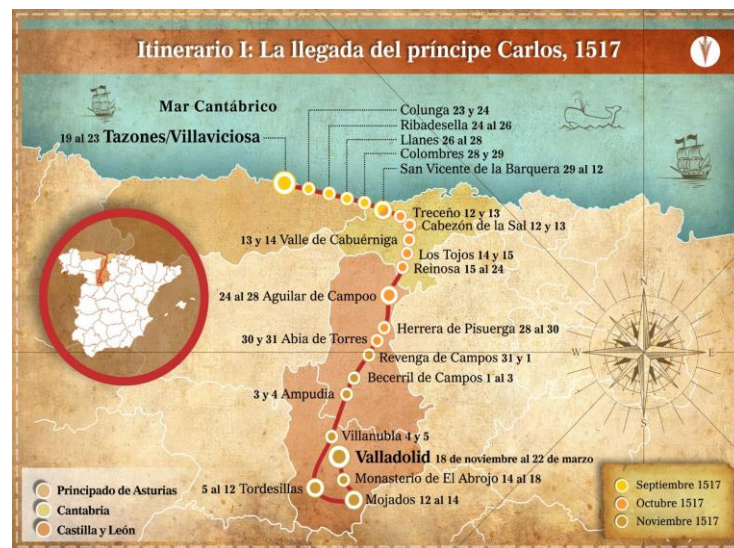 Itinerario I: La llegada del príncipe Carlos, 1517
Mar Cantábrico
19 al 23 Tazones/Villaviciosa
Colunga 23 y 24
Ribadesella 24 al 26
Llanes 26 al 28
Colombres 28 y 29
San Vicente de la Barquera 29 al 12
Treceño 12 y 13
Cabezón de la Sal 12 y 13
13 y 14 Valle de Cabuérniga
Los Tojos 14 y 15
Reinosa 15 al 24
24 al 28 Aguilar de Campoo
Herrera de Pisuerga 28 al 30
30 y 31 Abia de Torres
Revenga de Campos 31 y 1
Becerril de Campos 1 al 3
3 y 4 Ampudia
Villanubla 4 y 5
Valladolid 18 de noviembre al 22 de marzo
Monasterio de El Abrojo 14 al 18
5 al 12 Tordesillas
Mojados 12 al 14
N
W
E
S
Principado de Asturias
Cantabria
Castilla y León
Septiembre 1517
Octubre 1517
Noviembre 1517